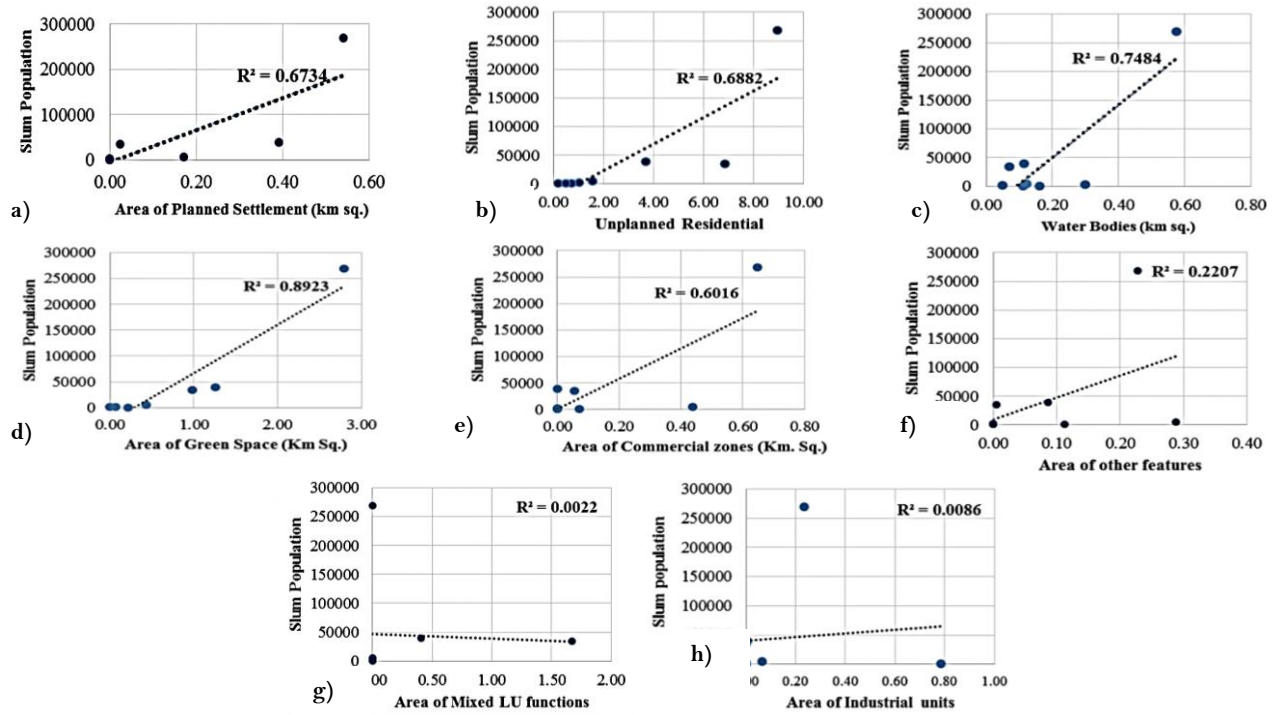 300000
200000
100000
0
Slum Population
R² = 0.6734
0.00 0.20 0.40 0.60
a)
Area of Planned Settlement (km sq.)
300000
250000
200000
150000
100000
50000
0
Slum Population
R² = 0.6882
0.00 2.00 4.00 6.00 8.00 10.00
b)
Unplanned Residential
300000
250000
200000
150000
100000
50000
0
Slum Population
R² = 0.7484
0.00 0.20 0.40 0.60 0.80
c)
Water Bodies (km sq.)
300000
250000
200000
150000
100000
50000
0
Slum Population
R² = 0.8923
0.00 1.00 2.00 3.00
d)
Area of Green Space (Km Sq.)
300000
250000
200000
150000
100000
50000
0
Slum Population
R² = 0.6016
0.00 0.20 0.40 0.60 0.80
e)
Area of Commercial zones (Km. Sq.)
300000
250000
200000
150000
100000
50000
0
Slum Population
R² = 0.2207
0.00 0.10 0.20 0.30 0.40
f)
Area of other features
300000
250000
200000
150000
100000
50000
0
Slum Population
R² = 0.0022
00 0.50 1.00 1.50 2.00
g)
Area of Mixed LU functions
300000
250000
200000
150000
100000
Slum population
R² = 0.0086
0.20 0.40 0.60 0.80 1.00
h)
Area of Industrial units